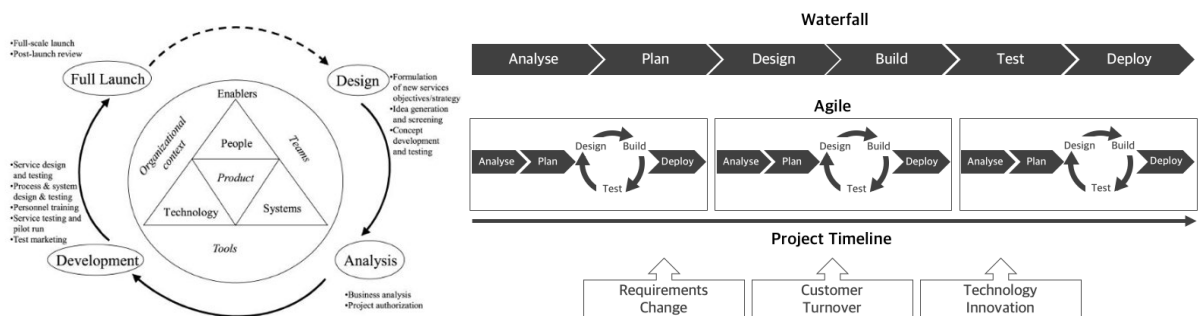 •Full-scale launch
•Post-launch review
Full Launch
Design
•Formulation
of new services
objectives/strategy
•Idea generation
and screening
•Concept
development
and testing
Enablers
Organizational
context
People
Teams
Product
Technology
Systems
Tools
•Service design
and testing
•Process & system
design & testing
•Personnel training
•Service testing and
pilot run
•Test marketing
Development
Analysis
•Business analysis
•Project authorization
Waterfall
Analyse
Plan
Design
Build
Test
Deploy
Agile
Analyse
Plan
Design
Build
Test
Deploy
Analyse
Plan
Design
Build
Test
Deploy
Analyse
Plan
Design
Build
Test
Deploy
Project Timeline
Requirements
Change
Customer
Turnover
Technology
Innovation